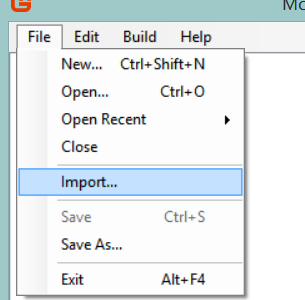 Mo
File Edit Build Help
New... Ctrl+Shift+N
Open... Ctrl+O
Open Recent
Close
Import...
Save Ctrl+S
Save As...
Exit Alt+F4